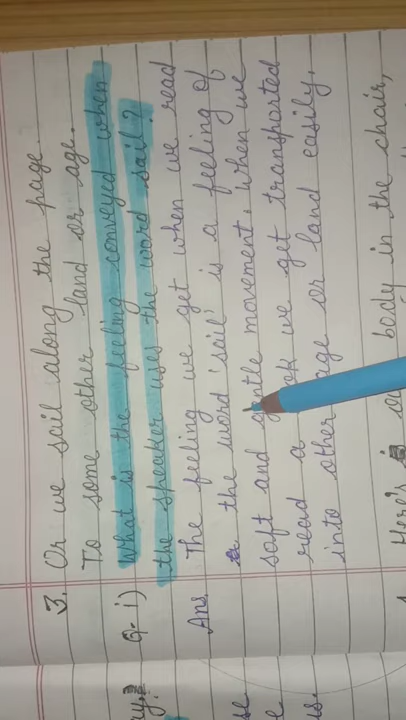 3. Or we sail along the page
To some other land or age.
Q-i) What is the feeling conveyed when
the speaker uses the word sail?
Ans. The feeling we get when we read
the word 'sail' is a feeling of
soft and gentle movement, when we
read a book we get transported
into other age or land easily.
Here's a
body in the chair,